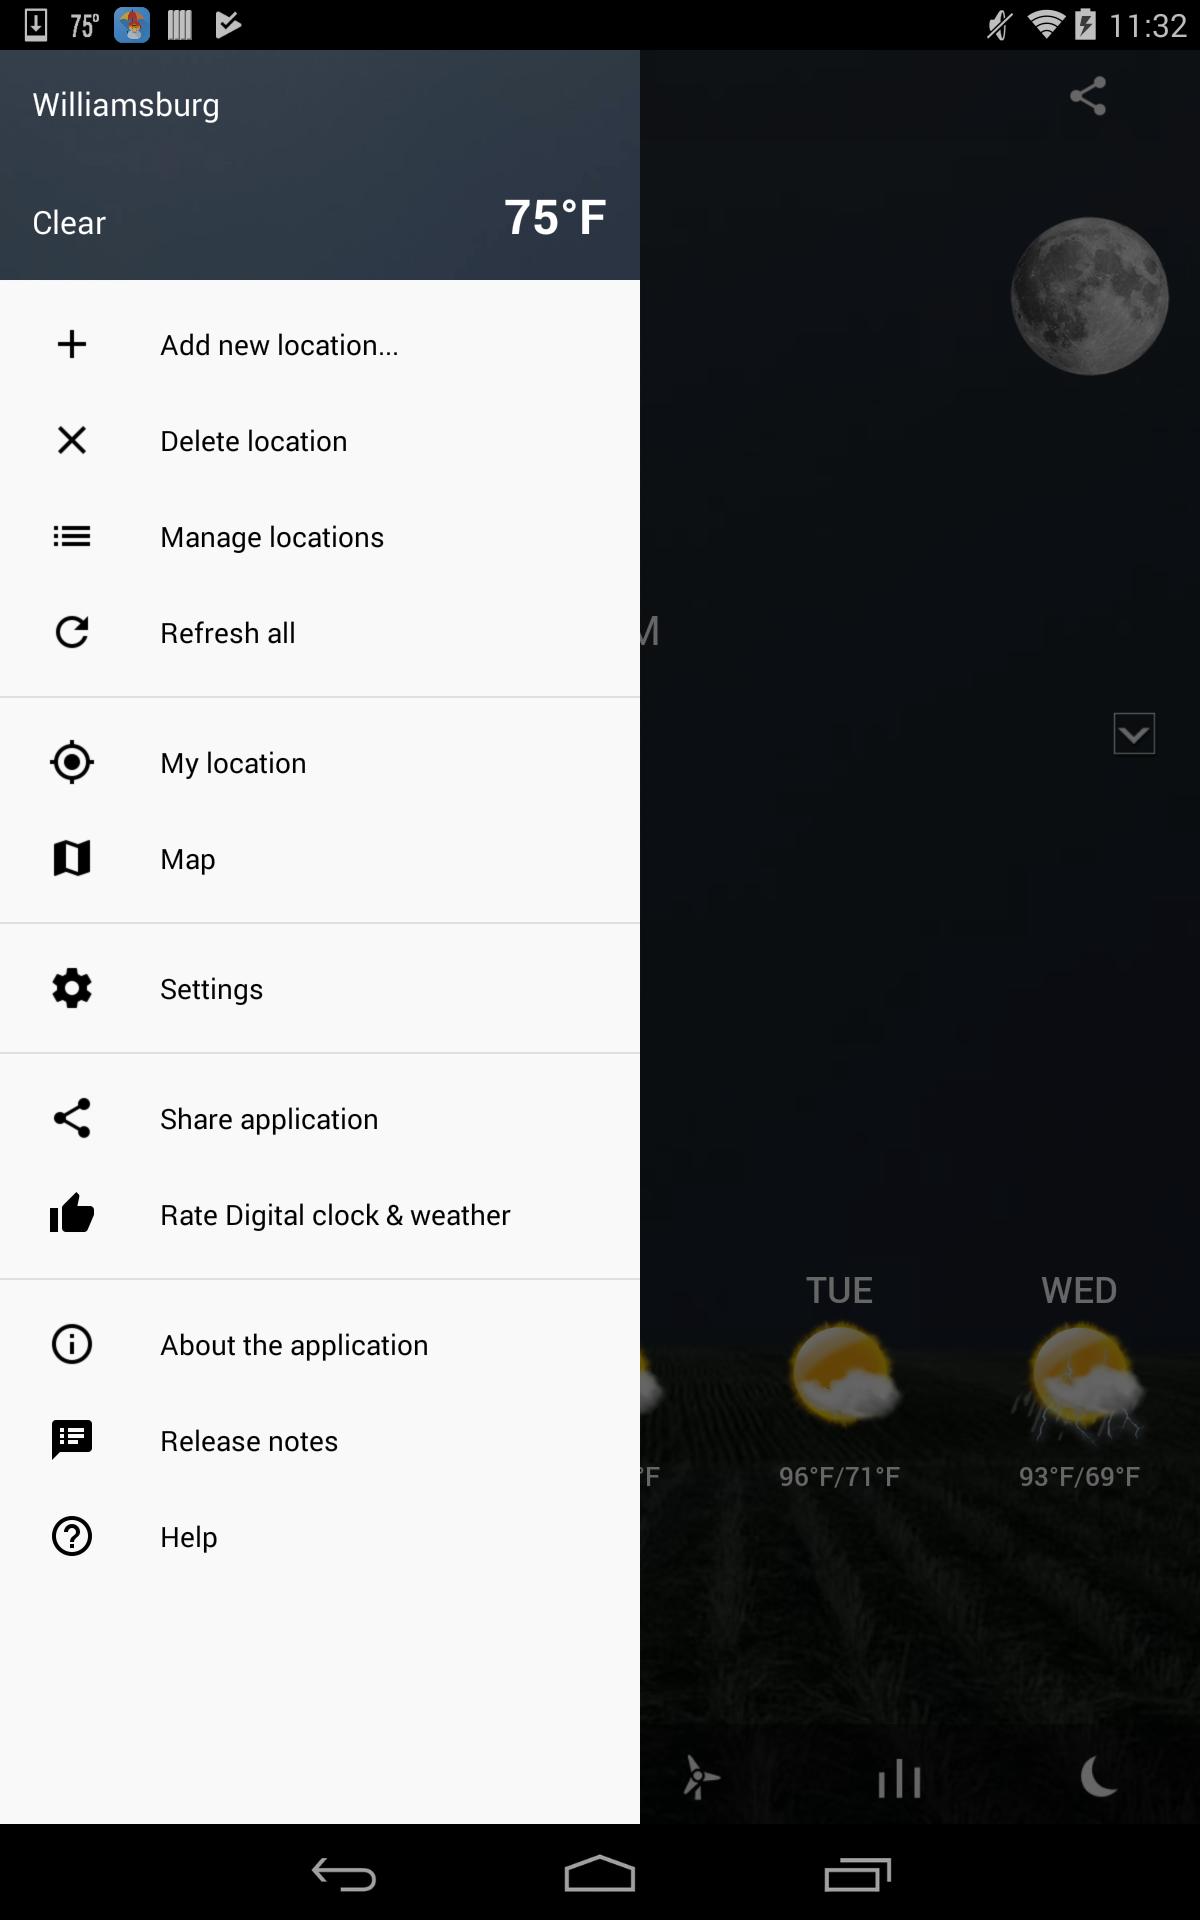 75° 11:32
Williamsburg
Clear 75°F
Add new location...
Delete location
Manage locations
Refresh all
My location
Map
Settings
Share application
Rate Digital clock & weather
About the application
Release notes
Help
M
TUE WED
°F 96°F/71°F 93°F/69°F